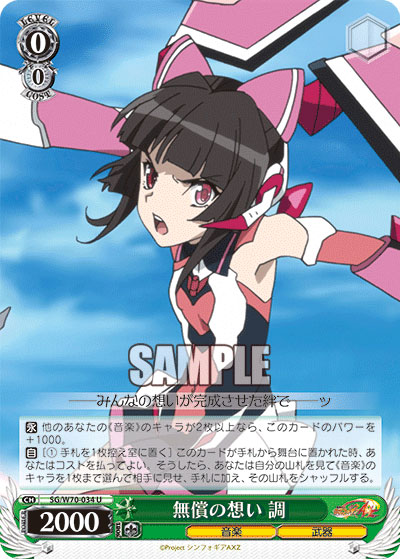 LEVEL
0
0
COST
SAMPLE
――みんなの想いが完成させた絆で――ッ
永 他のあなたの《音楽》のキャラが2枚以上なら、このカードのパワーを
+1000。
自 [① 手札を1枚控え室に置く] このカードが手札から舞台に置かれた時、あ
なたはコストを払ってよい。そうしたら、あなたは自分の山札を見て《音楽》の
キャラを1枚まで選んで相手に見せ、手札に加え、その山札をシャッフルする。
CH SG/W70-034 U
2000
無償の想い 調
音楽 武器
©Project シンフォギアAXZ